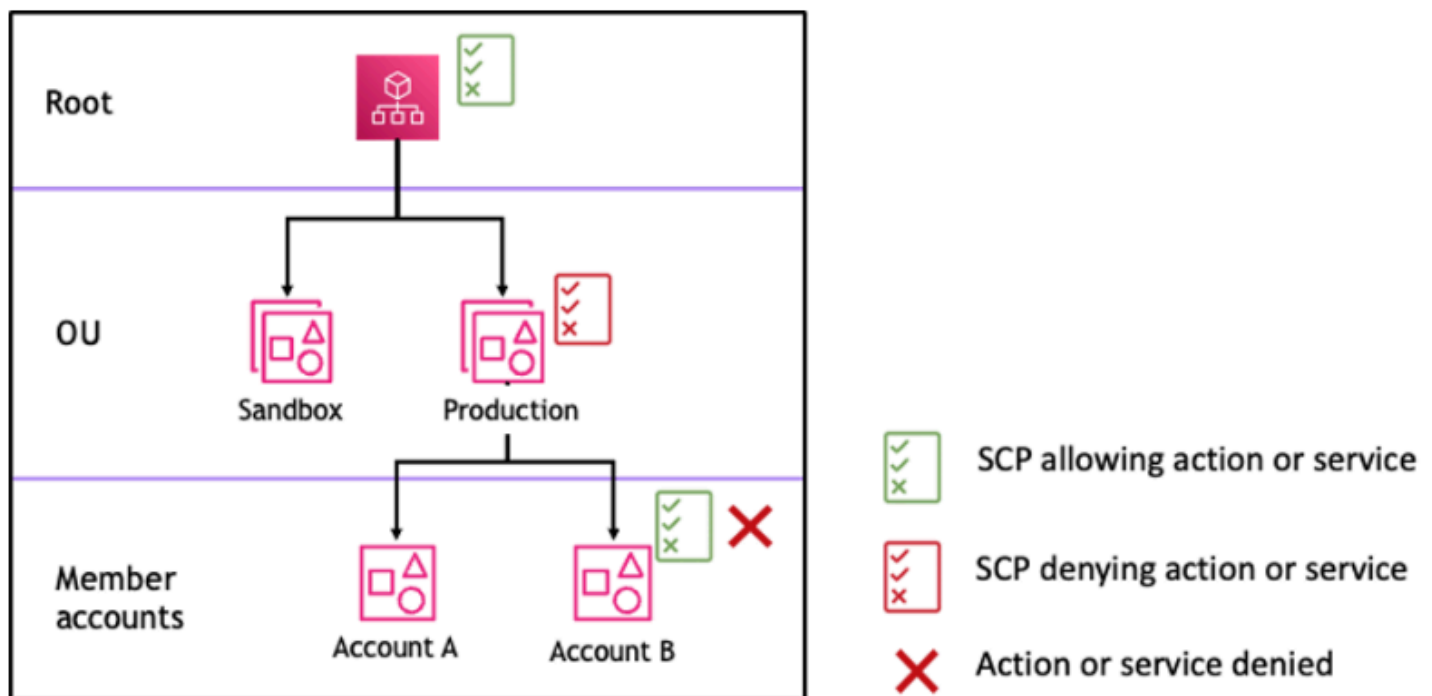 Root
OU
Sandbox
Production
Member
accounts
Account A
Account B
SCP allowing action or service
SCP denying action or service
Action or service denied